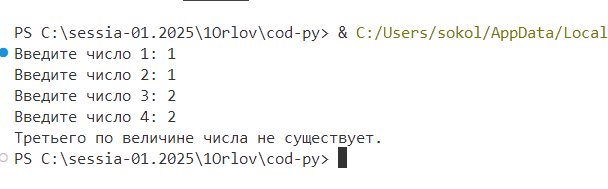 PS C:\sessia-01.2025\1Orlov\cod-py> & C:/Users/sokol/AppData/Local
Введите число 1: 1
Введите число 2: 1
Введите число 3: 2
Введите число 4: 2
Третьего по величине числа не существует.
PS C:\sessia-01.2025\1Orlov\cod-py>